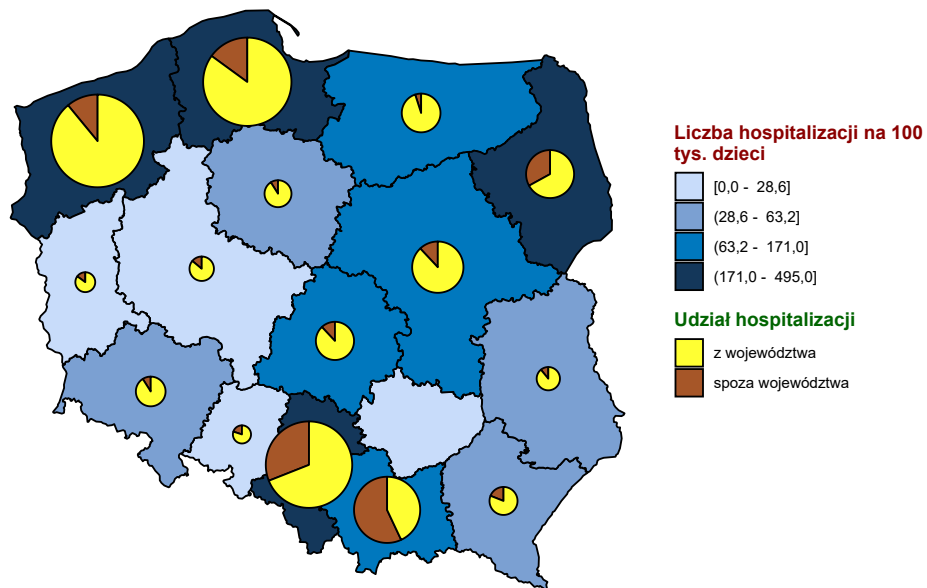 Liczba hospitalizacji na 100
tys. dzieci
[0,0 - 28,6]
(28,6 - 63,2]
(63,2 - 171,0]
(171,0 - 495,0]
Udział hospitalizacji
z województwa
spoza województwa